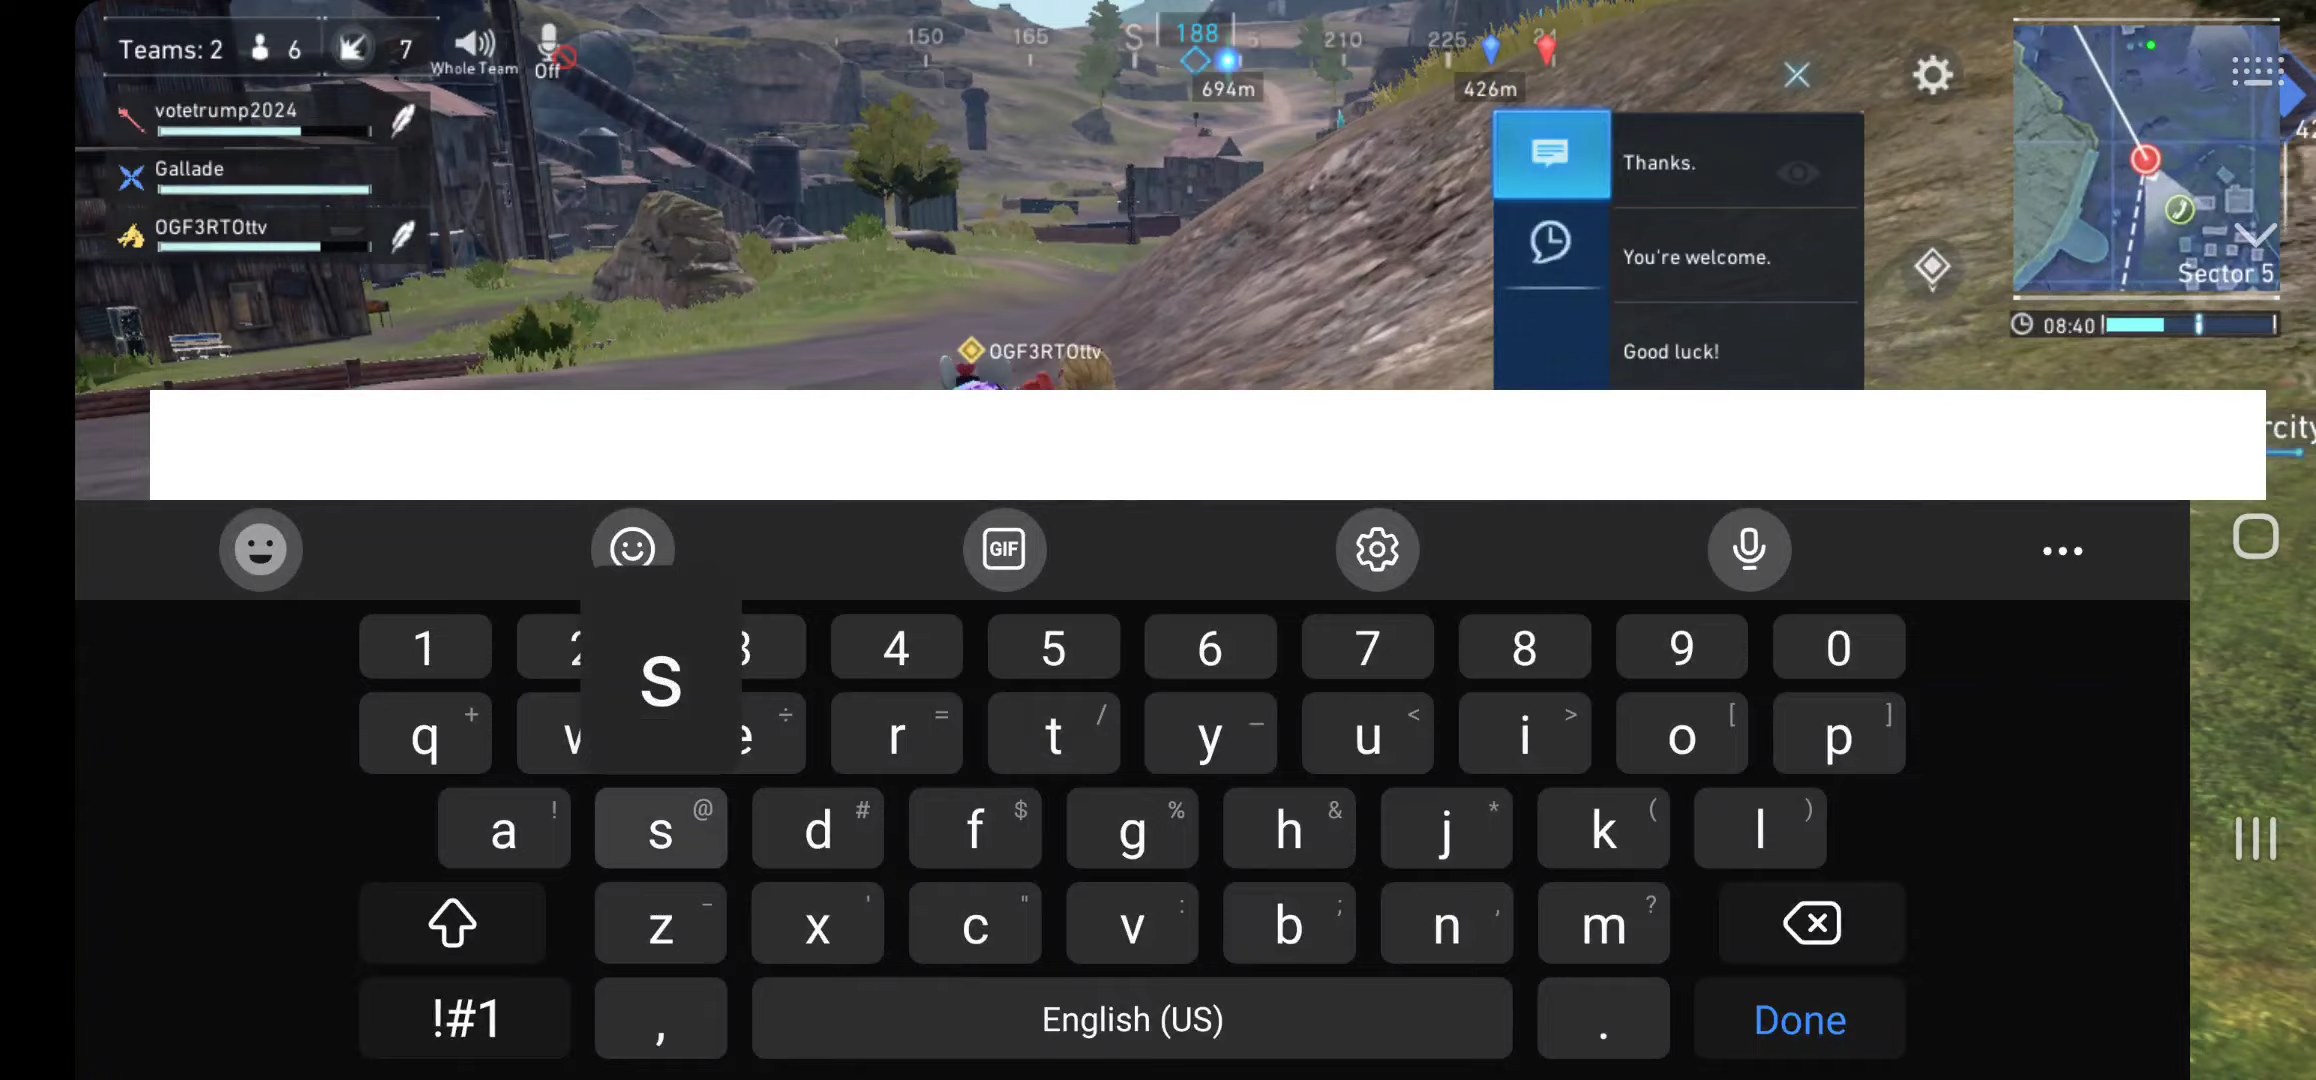 Teams: 2 6 7
Whole Team
Off
votetrump2024
Gallade
OGF3RTOttv
150 165 S 188 210 225
694m
426m
Thanks.
You're welcome.
Good luck!
OGF3RTOttv
Sector 5
08:40
GIF
1 4 5 6 7 8 9 0
q + e ÷ r = t / y _ u < i > o [ p ]
s
a ! s @ d # f $ g % h & j * k ( l )
z - x ' c " v : b ; n , m ?
!#1 , English (US) . Done